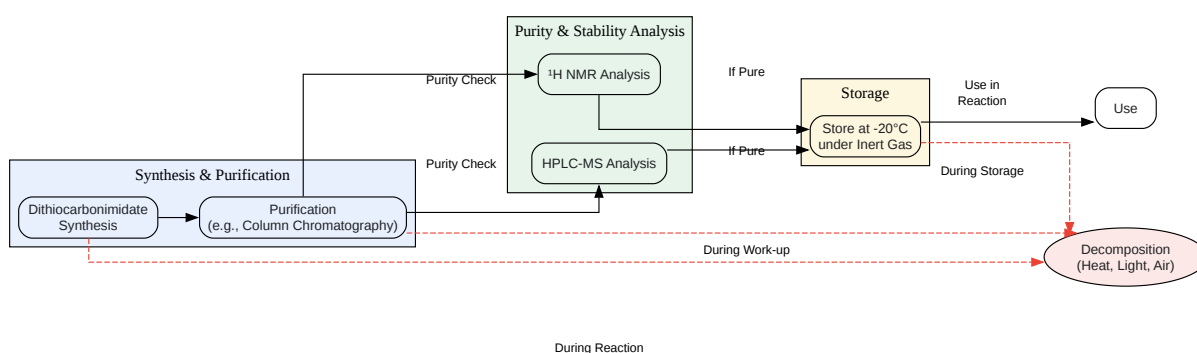 Purity & Stability Analysis
Purity Check
¹H NMR Analysis
If Pure
Storage
Use in
Reaction
Use
Store at -20°C
under Inert Gas
Purity Check
HPLC-MS Analysis
If Pure
During Storage
Synthesis & Purification
Dithiocarbonimidate
Synthesis
Purification
(e.g., Column Chromatography)
During Work-up
Decomposition
(Heat, Light, Air)
During Reaction